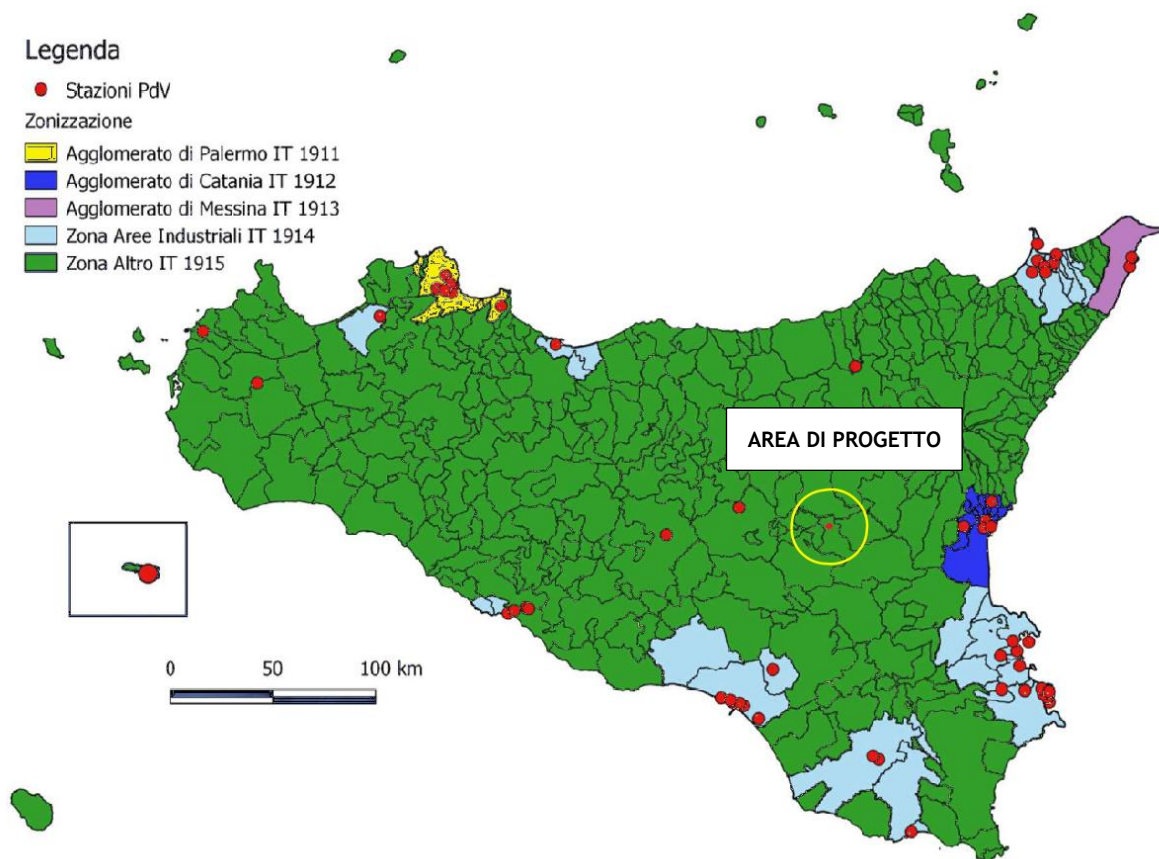 Legenda
Stazioni PdV
Zonizzazione
Agglomerato di Palermo IT 1911
Agglomerato di Catania IT 1912
Agglomerato di Messina IT 1913
Zona Aree Industriali IT 1914
Zona Altro IT 1915
AREA DI PROGETTO
0 50 100 km